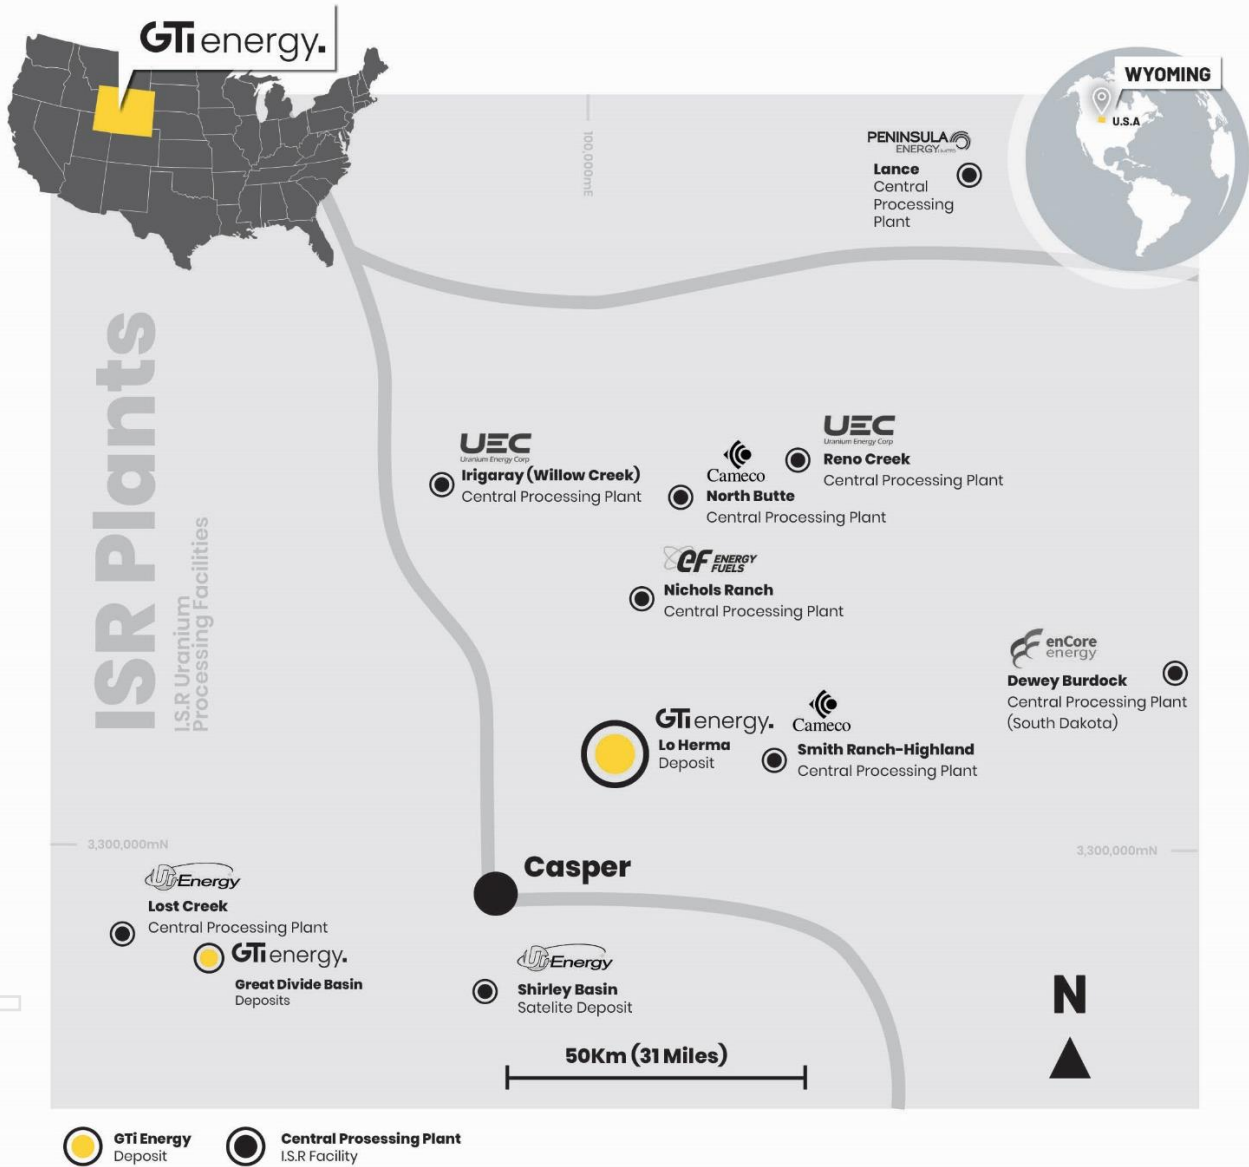 GTi energy.
WYOMING
U.S.A
100,000mE
PENINSULA
ENERGY
Lance
Central
Processing
Plant
ISR Plants
I.S.R Uranium
Processing Facilities
UEC
Uranium Energy Corp
Irigaray (Willow Creek)
Central Processing Plant
Cameco
North Butte
Central Processing Plant
UEC
Uranium Energy Corp
Reno Creek
Central Processing Plant
ef ENERGY
FUELS
Nichols Ranch
Central Processing Plant
enCore
energy
Dewey Burdock
Central Processing Plant
(South Dakota)
GTi energy.
Lo Herma
Deposit
Cameco
Smith Ranch-Highland
Central Processing Plant
3,300,000mN
3,300,000mN
Casper
Ur Energy
Lost Creek
Central Processing Plant
GTi energy.
Great Divide Basin
Deposits
Ur Energy
Shirley Basin
Satelite Deposit
N
50Km (31 Miles)
GTi Energy
Deposit
Central Prosessing Plant
I.S.R Facility